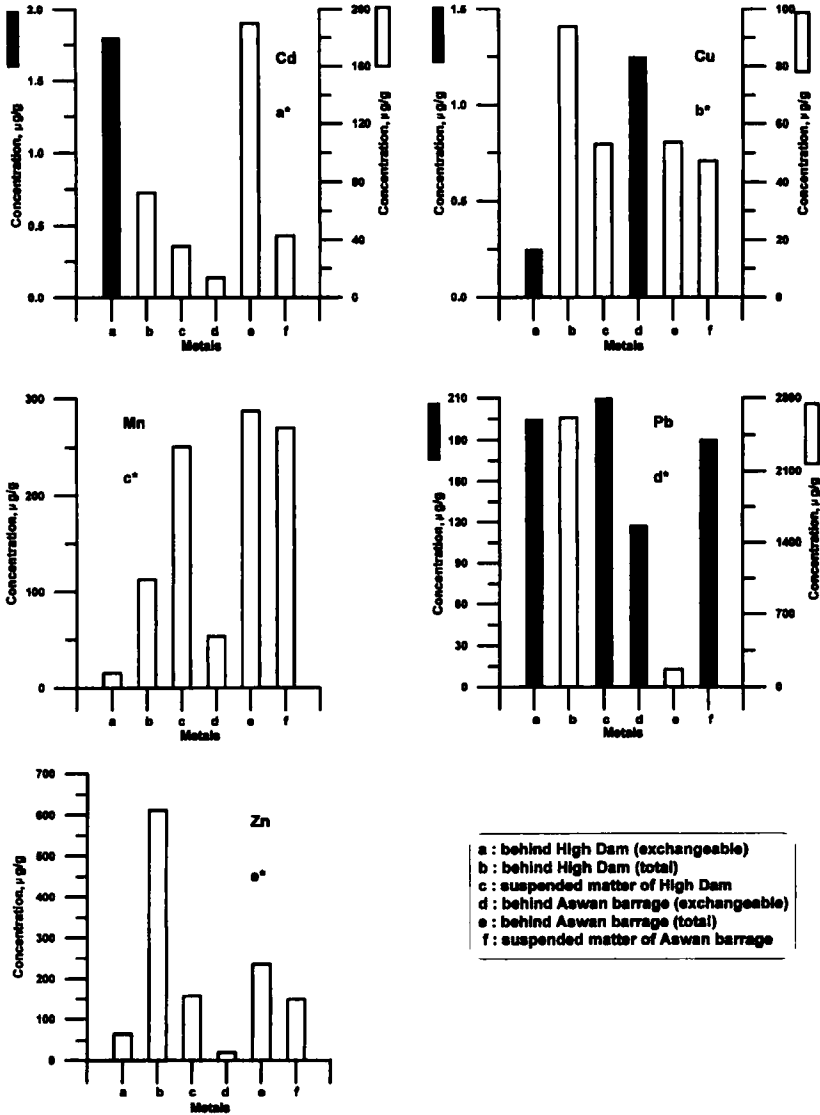 2.0
1.5
1.0
0.5
0.0
Concentration, µg/g
Cd
a*
200
160
120
80
40
0
Concentration, µg/g
a b c d e f
Metals
1.5
1.0
0.5
0.0
Concentration, µg/g
Cu
b*
100
80
60
40
20
0
Concentration, µg/g
a b c d e f
Metals
300
200
100
0
Concentration, µg/g
Mn
c*
a b c d e f
Metals
210
180
150
120
90
60
30
0
Concentration, µg/g
Pb
d*
2800
2100
1400
700
0
Concentration, µg/g
a b c d e f
Metals
700
600
500
400
300
200
100
0
Concentration, µg/g
Zn
e*
a b c d e f
Metals
a : behind High Dam (exchangeable)
b : behind High Dam (total)
c : suspended matter of High Dam
d : behind Aswan barrage (exchangeable)
e : behind Aswan barrage (total)
f : suspended matter of Aswan barrage